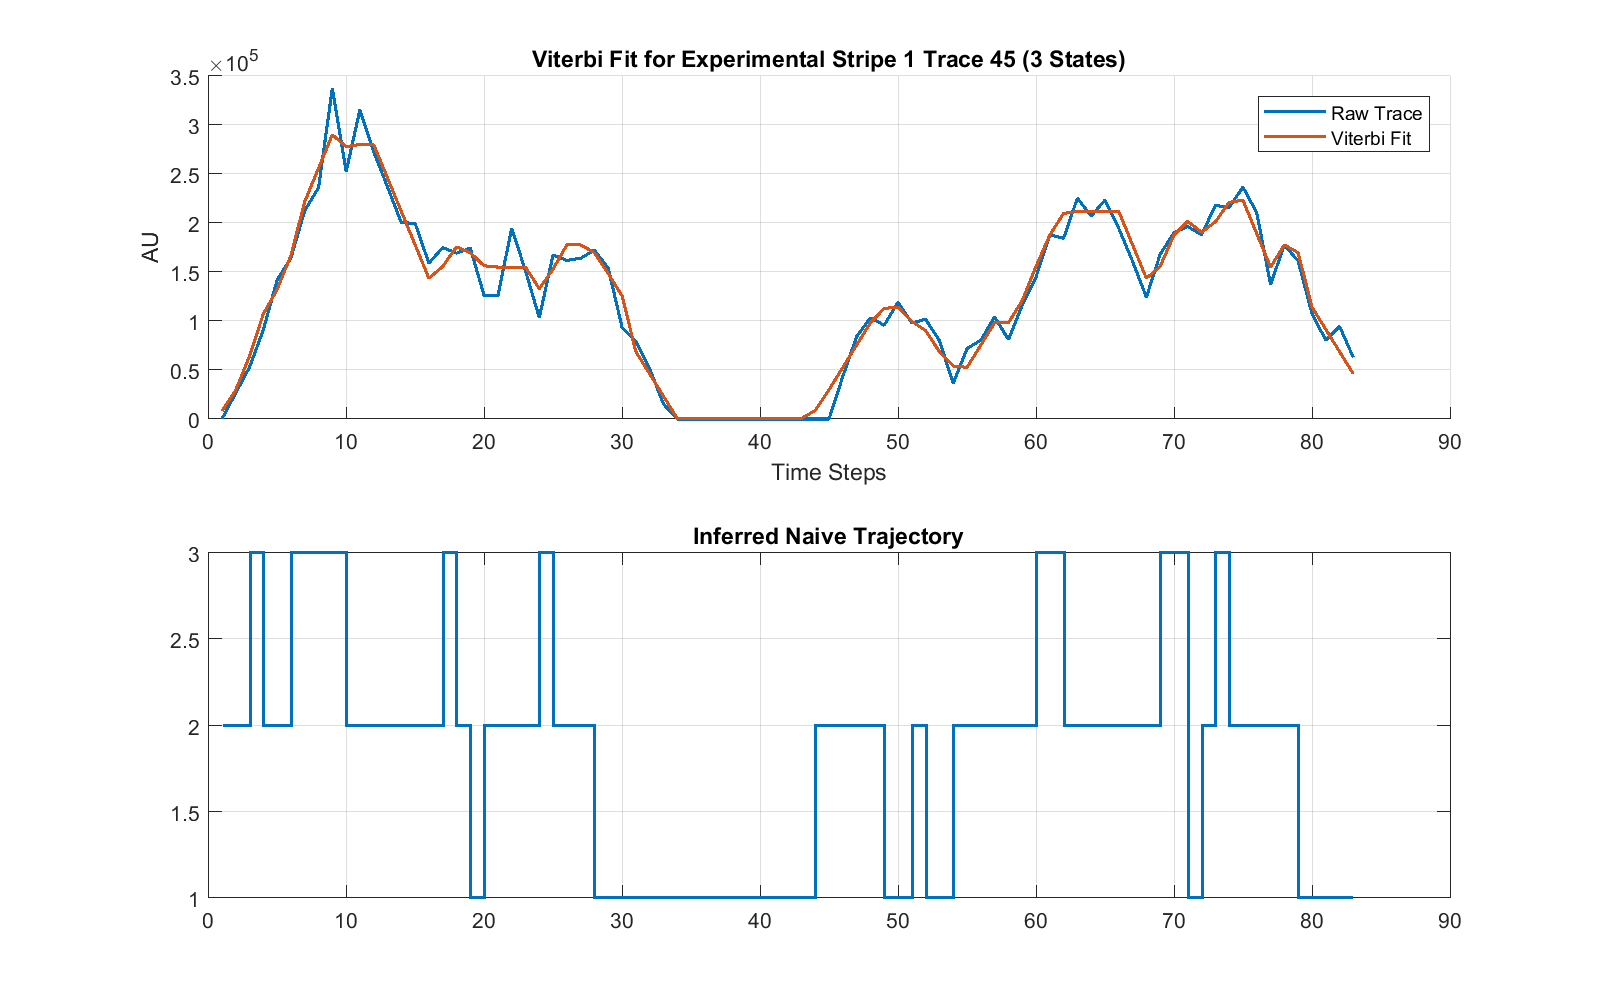 Viterbi Fit for Experimental Stripe 1 Trace 45 (3 States)
×10^5
3.5
3
2.5
2
1.5
1
0.5
0
AU
Raw Trace
Viterbi Fit
0 10 20 30 40 50 60 70 80 90
Time Steps
Inferred Naive Trajectory
3
2.5
2
1.5
1
0 10 20 30 40 50 60 70 80 90